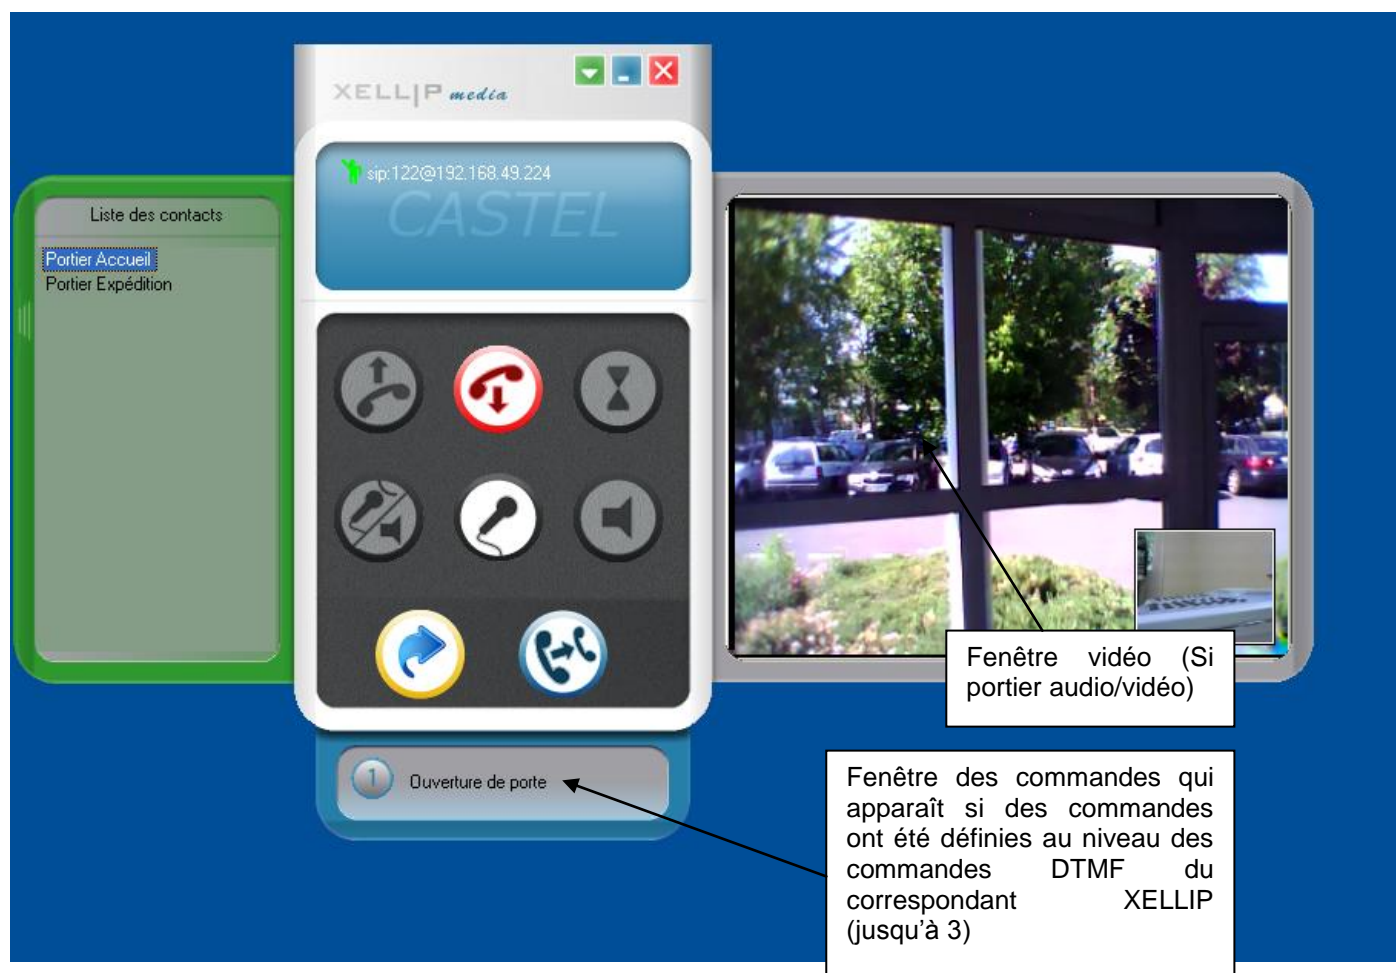 XELLIP media
sip:122@192.168.49.224
CASTEL
Liste des contacts
Portier Accueil
Portier Expédition
Fenêtre vidéo (Si
portier audio/vidéo)
1 Ouverture de porte
Fenêtre des commandes qui
apparaît si des commandes
ont été définies au niveau des
commandes DTMF du
correspondant XELLIP
(jusqu’à 3)